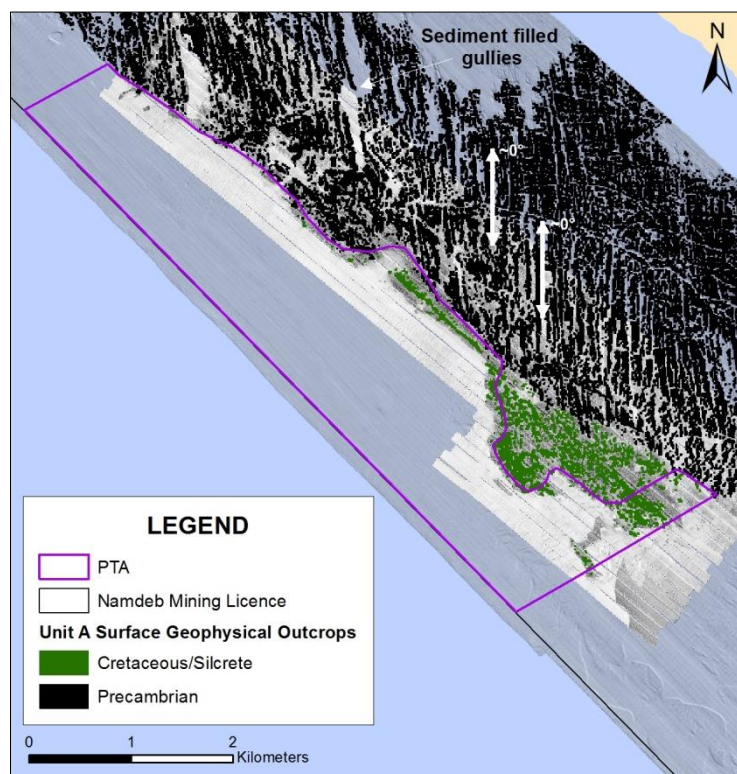 Sediment filled
gullies
N
~0°
~0°
LEGEND
PTA
Namdeb Mining Licence
Unit A Surface Geophysical Outcrops
Cretaceous/Silcrete
Precambrian
0 1 2
Kilometers